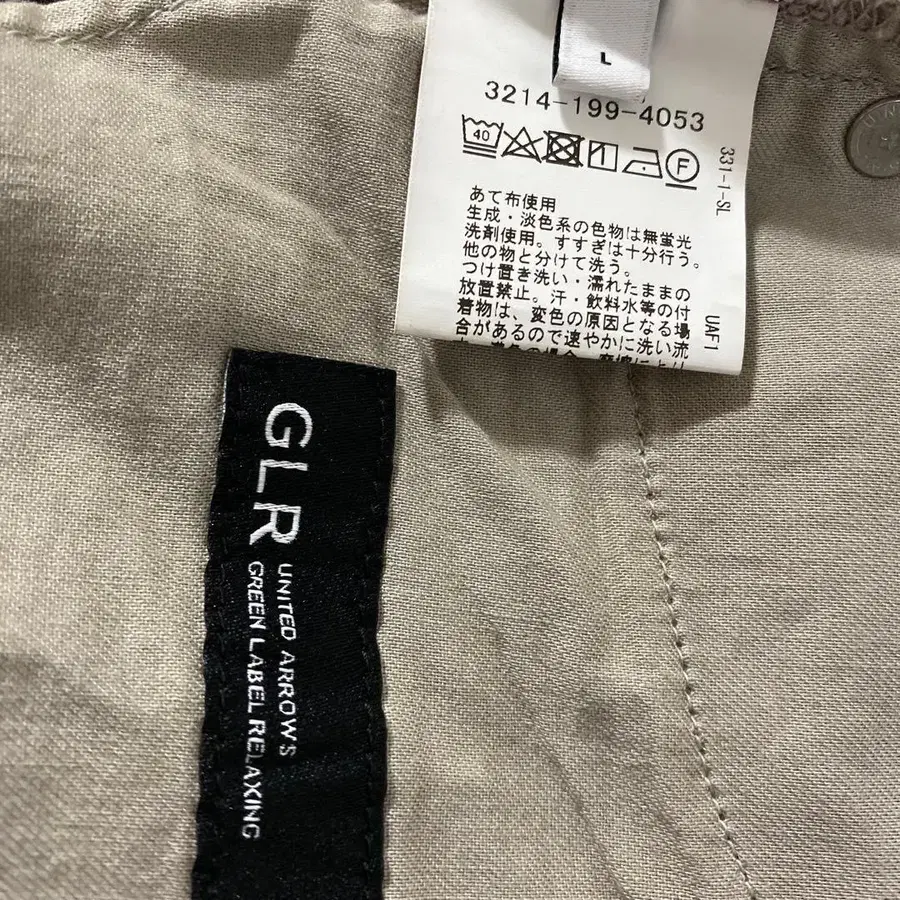 L
3214-199-4053
40
F
あて布使用
生成・淡色系の色物は無蛍光
洗剤使用。すすぎは十分行う。
他の物と分けて洗う。
つけ置き洗い・濡れたままの
放置禁止。汗・飲料水等の付
着物は、変色の原因となる場
合があるので速やかに洗い流
331-1-SL
UAF1
GLR
UNITED ARROWS
GREEN LABEL RELAXING